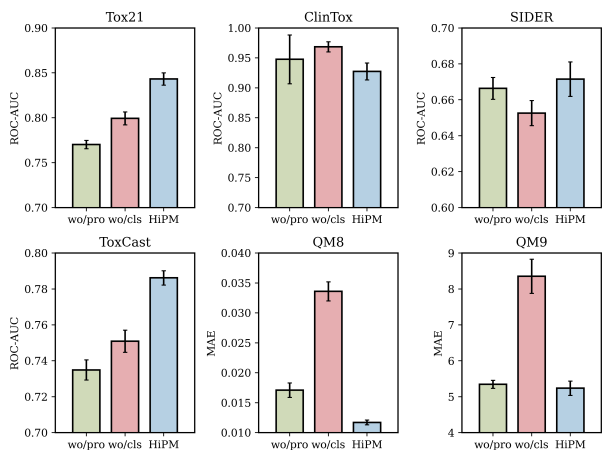 Tox21
0.90
0.85
0.80
0.75
0.70
ROC-AUC
wo/pro wo/cls HiPM
ClinTox
1.00
0.95
0.90
0.85
0.80
0.75
0.70
ROC-AUC
wo/pro wo/cls HiPM
SIDER
0.70
0.68
0.66
0.64
0.62
0.60
ROC-AUC
wo/pro wo/cls HiPM
ToxCast
0.80
0.78
0.76
0.74
0.72
0.70
ROC-AUC
wo/pro wo/cls HiPM
QM8
0.040
0.035
0.030
0.025
0.020
0.015
0.010
MAE
wo/pro wo/cls HiPM
QM9
9
8
7
6
5
4
MAE
wo/pro wo/cls HiPM